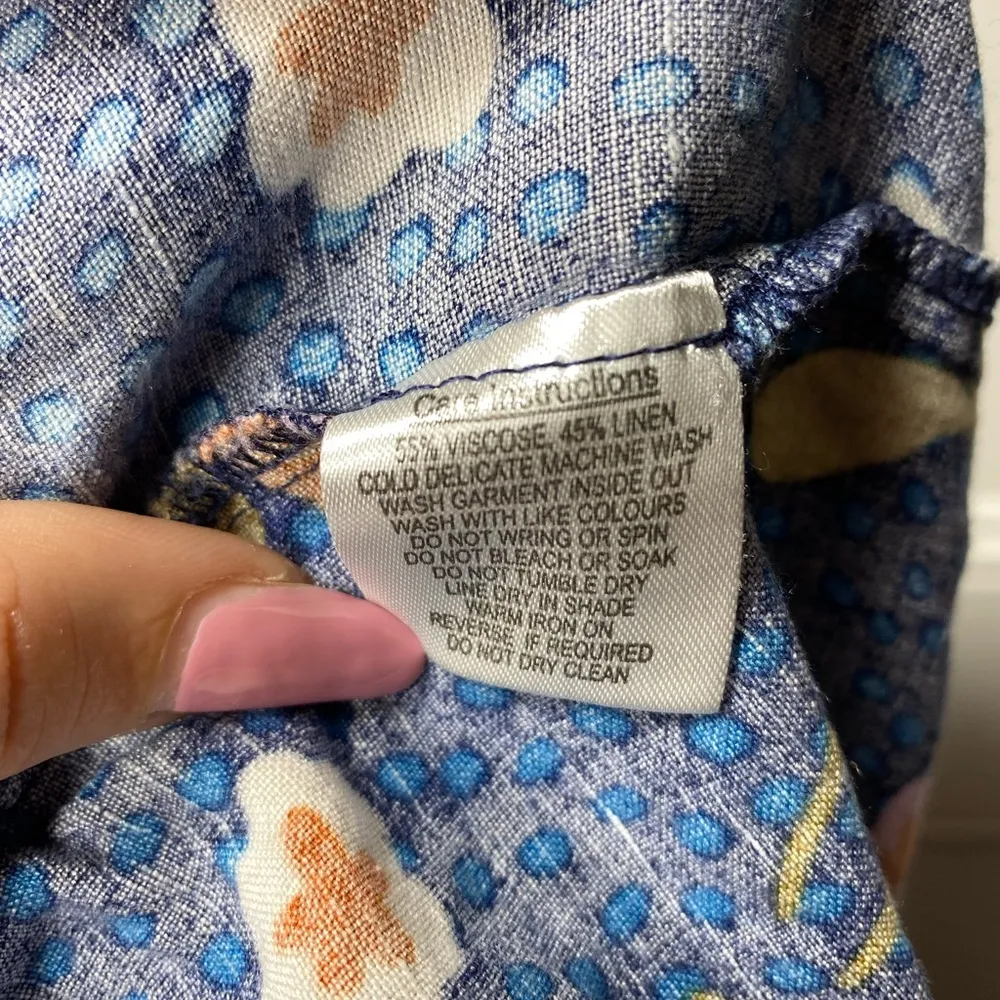 Care Instructions
55% VISCOSE, 45% LINEN
COLD DELICATE MACHINE WASH
WASH GARMENT INSIDE OUT
WASH WITH LIKE COLOURS
DO NOT WRING OR SPIN
DO NOT BLEACH OR SOAK
DO NOT TUMBLE DRY
LINE DRY IN SHADE
WARM IRON ON
REVERSE IF REQUIRED
DO NOT DRY CLEAN